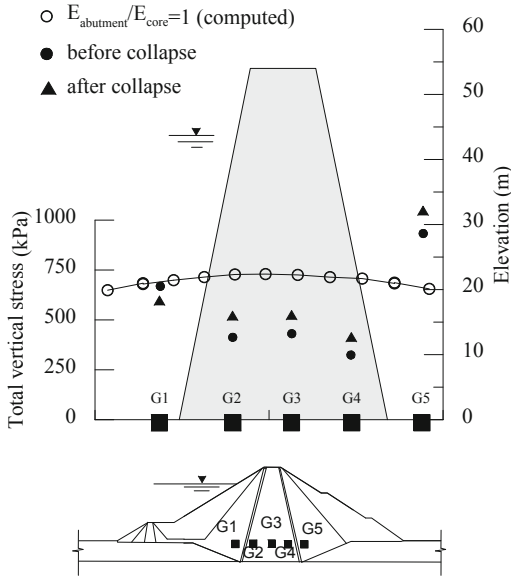 E_abutment/E_core=1 (computed)
before collapse
after collapse
60
50
40
30
20
10
0
Elevation (m)
1000
750
500
250
0
Total vertical stress (kPa)
G1 G2 G3 G4 G5
G1 G3 G5
G2 G4